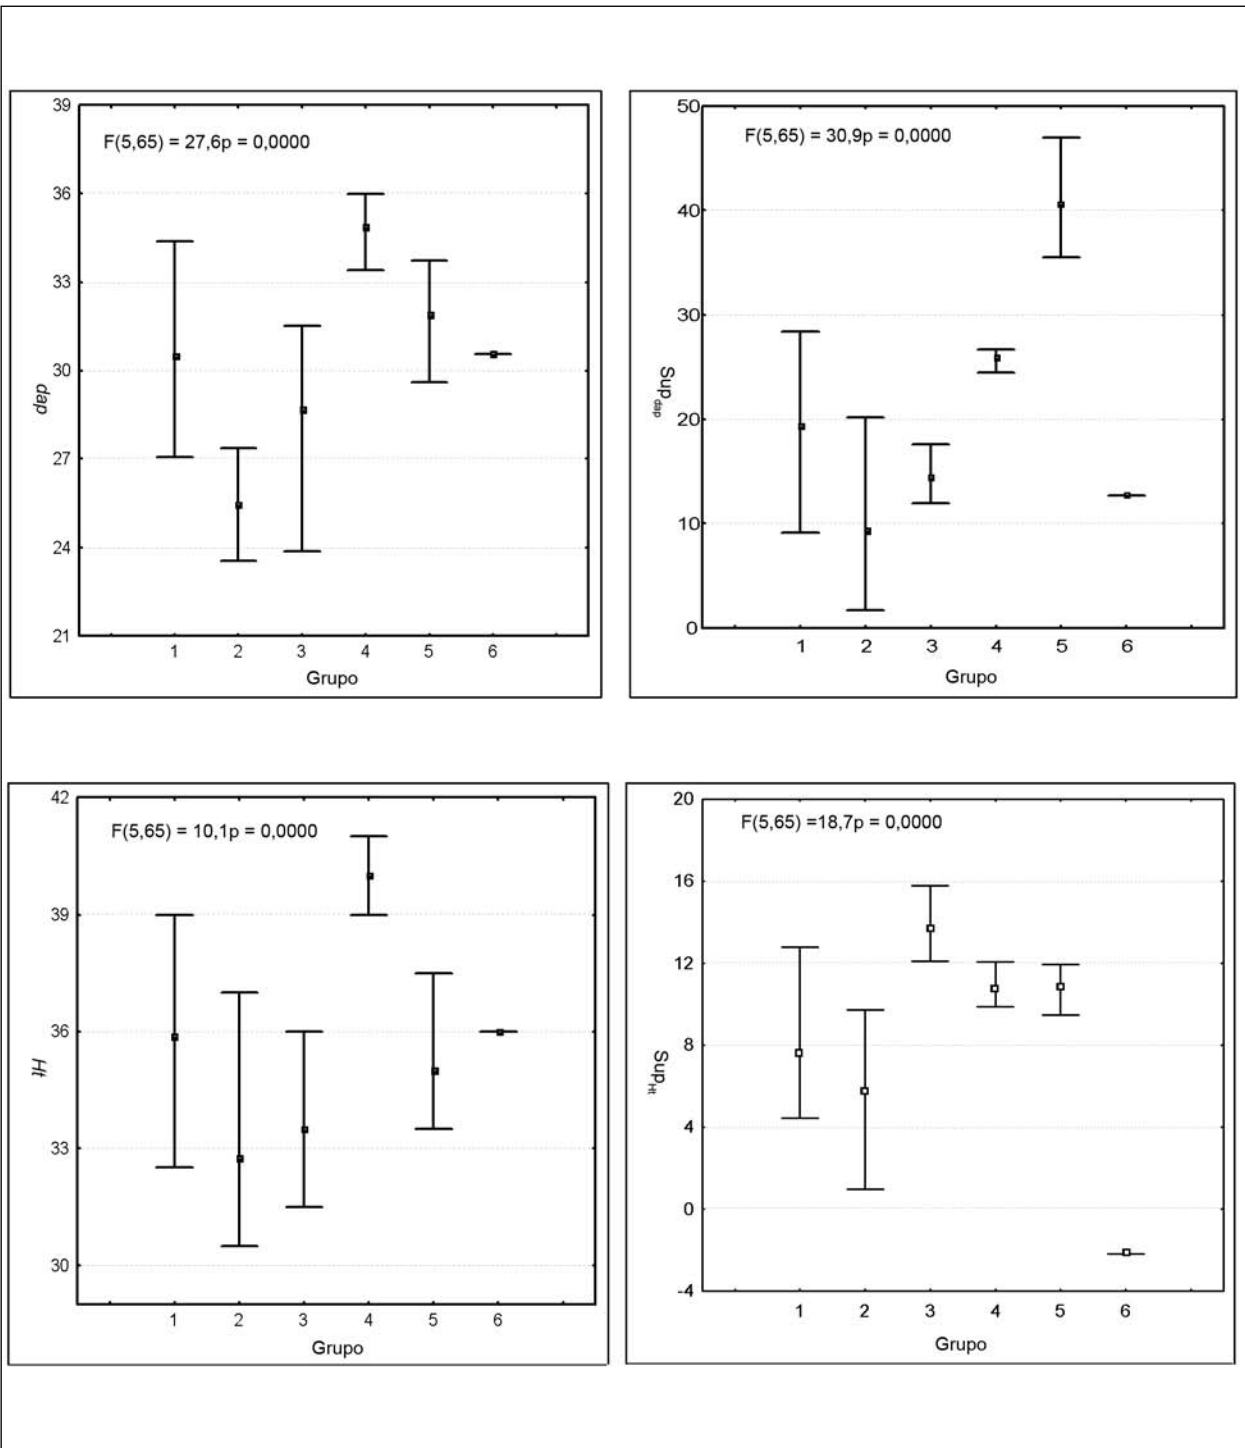 39
F(5,65) = 27,6p = 0,0000
36
33
30
27
24
21
dap
1 2 3 4 5 6
Grupo
50
F(5,65) = 30,9p = 0,0000
40
30
20
10
0
Sup dap
1 2 3 4 5 6
Grupo
42
F(5,65) = 10,1p = 0,0000
39
36
33
30
Ht
1 2 3 4 5 6
Grupo
20
F(5,65) =18,7p = 0,0000
16
12
8
4
0
-4
Sup Ht
1 2 3 4 5 6
Grupo